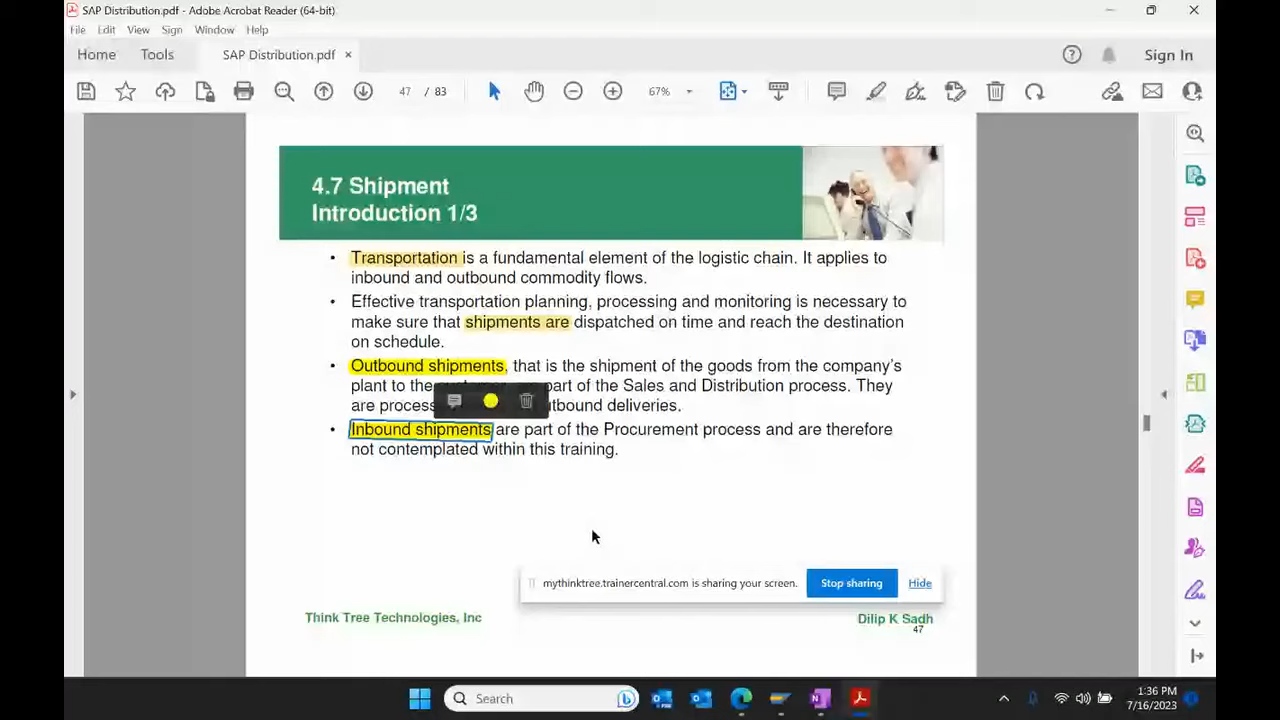 SAP Distribution.pdf - Adobe Acrobat Reader (64-bit)
File Edit View Sign Window Help
Home Tools SAP Distribution.pdf × Sign In
47 / 83 67%
4.7 Shipment
Introduction 1/3
• Transportation is a fundamental element of the logistic chain. It applies to
inbound and outbound commodity flows.
• Effective transportation planning, processing and monitoring is necessary to
make sure that shipments are dispatched on time and reach the destination
on schedule.
• Outbound shipments, that is the shipment of the goods from the company's
plant to the part of the Sales and Distribution process. They
are process tbound deliveries.
• Inbound shipments are part of the Procurement process and are therefore
not contemplated within this training.
mythinktree.trainercentral.com is sharing your screen. Stop sharing Hide
Think Tree Technologies, Inc Dilip K Sadh
47
Search
1:36 PM
7/16/2023